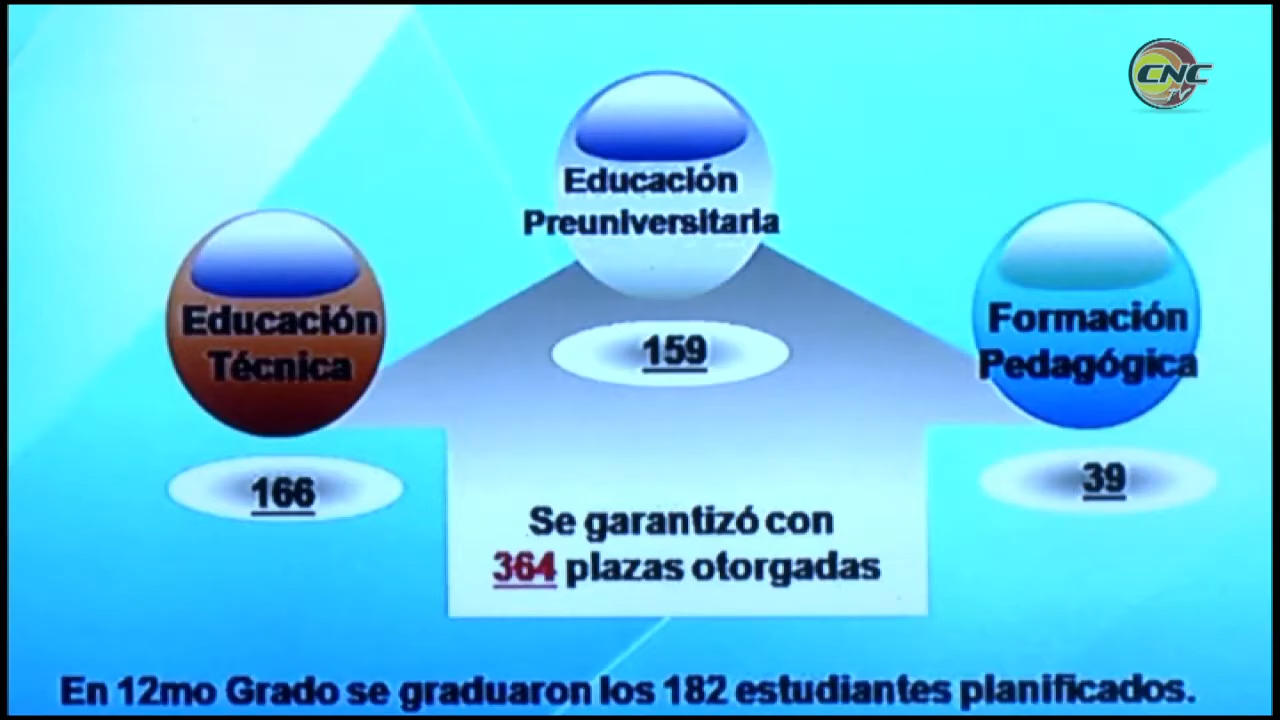 CNC
TV
Educación
Preuniversitaria
Educación
Técnica
Formación
Pedagógica
159
166
39
Se garantizó con
364 plazas otorgadas
En 12mo Grado se graduaron los 182 estudiantes planificados.